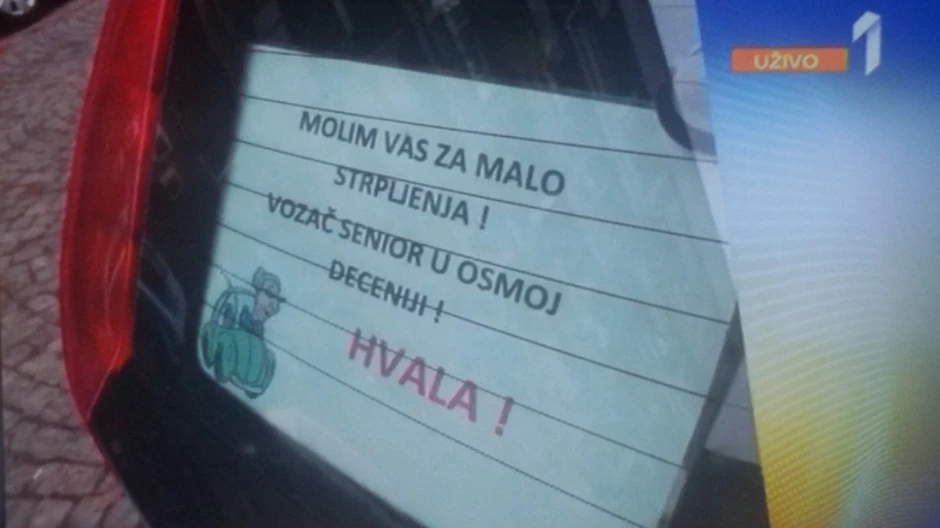 MOLIM VAS ZA MALO
STRPLJENJA !
VOZAČ SENIOR U OSMOJ
DECENIJI !
HVALA !
UŽIVO
1